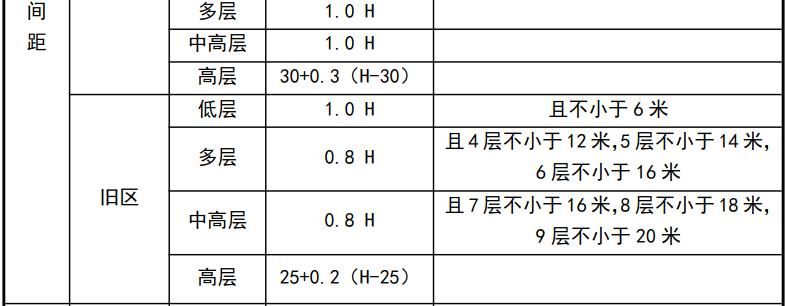 间
距
多层 1.0 H
中高层 1.0 H
高层 30+0.3（H-30）
旧区
低层 1.0 H 且不小于 6 米
多层 0.8 H 且 4 层不小于 12 米,5 层不小于 14 米,
6 层不小于 16 米
中高层 0.8 H 且 7 层不小于 16 米,8 层不小于 18 米,
9 层不小于 20 米
高层 25+0.2（H-25）